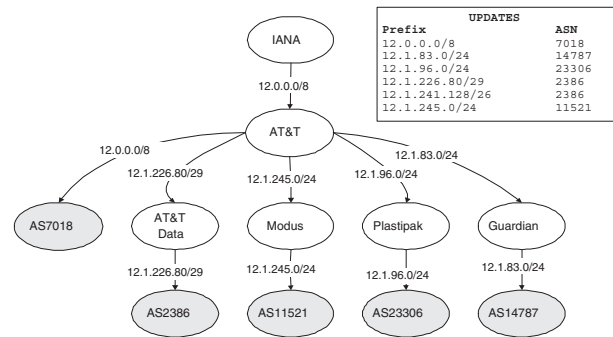 UPDATES
Prefix ASN
12.0.0.0/8 7018
12.1.83.0/24 14787
12.1.96.0/24 23306
12.1.226.80/29 2386
12.1.241.128/26 2386
12.1.245.0/24 11521
IANA
12.0.0.0/8
AT&T
12.0.0.0/8
12.1.226.80/29
12.1.245.0/24
12.1.96.0/24
12.1.83.0/24
AS7018
AT&T
Data
Modus
Plastipak
Guardian
12.1.226.80/29
12.1.245.0/24
12.1.96.0/24
12.1.83.0/24
AS2386
AS11521
AS23306
AS14787